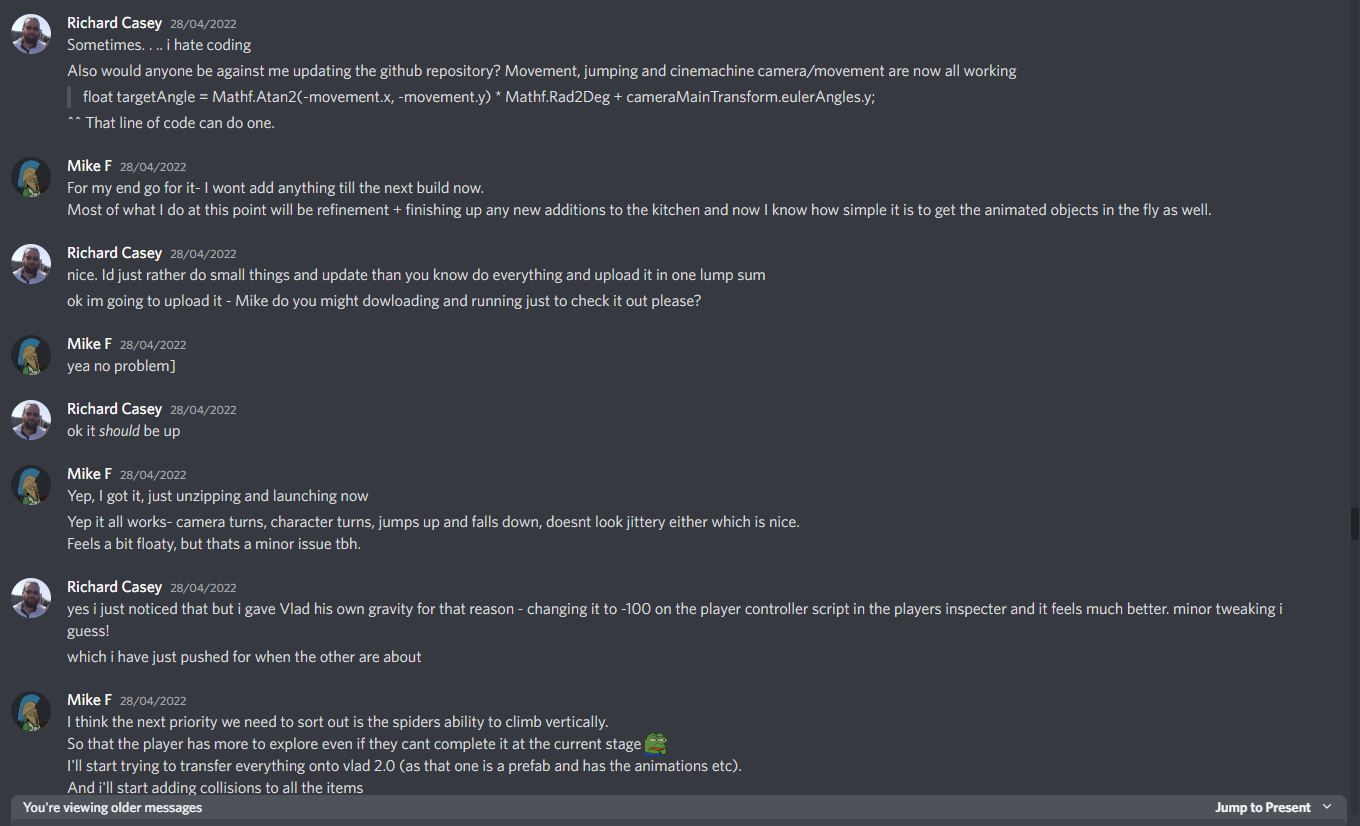 Richard Casey 28/04/2022
Sometimes. . .. i hate coding
Also would anyone be against me updating the github repository? Movement, jumping and cinemachine camera/movement are now all working
float targetAngle = Mathf.Atan2(-movement.x, -movement.y) * Mathf.Rad2Deg + cameraMainTransform.eulerAngles.y;
^^ That line of code can do one.
Mike F 28/04/2022
For my end go for it- I wont add anything till the next build now.
Most of what I do at this point will be refinement + finishing up any new additions to the kitchen and now I know how simple it is to get the animated objects in the fly as well.
Richard Casey 28/04/2022
nice. Id just rather do small things and update than you know do everything and upload it in one lump sum
ok im going to upload it - Mike do you might dowloading and running just to check it out please?
Mike F 28/04/2022
yea no problem]
Richard Casey 28/04/2022
ok it should be up
Mike F 28/04/2022
Yep, I got it, just unzipping and launching now
Yep it all works- camera turns, character turns, jumps up and falls down, doesnt look jittery either which is nice.
Feels a bit floaty, but thats a minor issue tbh.
Richard Casey 28/04/2022
yes i just noticed that but i gave Vlad his own gravity for that reason - changing it to -100 on the player controller script in the players inspecter and it feels much better. minor tweaking i
guess!
which i have just pushed for when the other are about
Mike F 28/04/2022
I think the next priority we need to sort out is the spiders ability to climb vertically.
So that the player has more to explore even if they cant complete it at the current stage
I'll start trying to transfer everything onto vlad 2.0 (as that one is a prefab and has the animations etc).
And i'll start adding collisions to all the items
You're viewing older messages Jump to Present